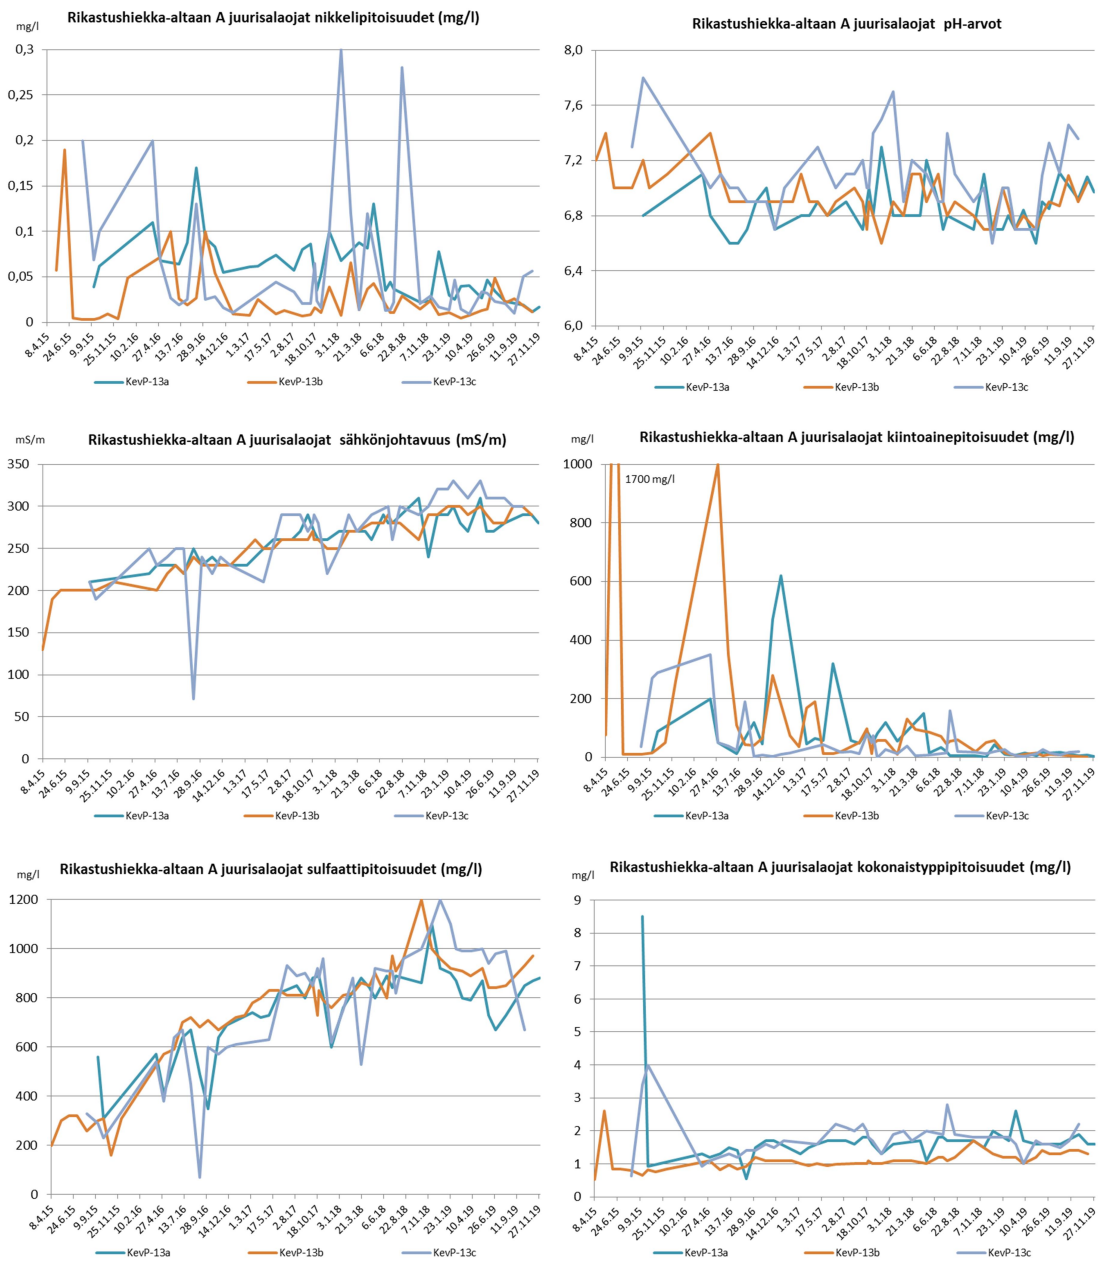 Rikastushiekka-altaan A juurisalaojat nikkelipitoisuudet (mg/l)
mg/l
0,3
0,25
0,2
0,15
0,1
0,05
0
8.4.15 24.6.15 9.9.15 25.11.15 10.2.16 27.4.16 13.7.16 28.9.16 14.12.16 1.3.17 17.5.17 2.8.17 18.10.17 3.1.18 21.3.18 6.6.18 22.8.18 7.11.18 23.1.19 10.4.19 26.6.19 11.9.19 27.11.19
KevP-13a KevP-13b KevP-13c
Rikastushiekka-altaan A juurisalaojat pH-arvot
8,0
7,6
7,2
6,8
6,4
6,0
8.4.15 24.6.15 9.9.15 25.11.15 10.2.16 27.4.16 13.7.16 28.9.16 14.12.16 1.3.17 17.5.17 2.8.17 18.10.17 3.1.18 21.3.18 6.6.18 22.8.18 7.11.18 23.1.19 10.4.19 26.6.19 11.9.19 27.11.19
KevP-13a KevP-13b KevP-13c
mS/m
Rikastushiekka-altaan A juurisalaojat sähkönjohtavuus (mS/m)
350
300
250
200
150
100
50
0
8.4.15 24.6.15 9.9.15 25.11.15 10.2.16 27.4.16 13.7.16 28.9.16 14.12.16 1.3.17 17.5.17 2.8.17 18.10.17 3.1.18 21.3.18 6.6.18 22.8.18 7.11.18 23.1.19 10.4.19 26.6.19 11.9.19 27.11.19
KevP-13a KevP-13b KevP-13c
mg/l
Rikastushiekka-altaan A juurisalaojat kiintoainepitoisuudet (mg/l)
1000
800
600
400
200
0
1700 mg/l
8.4.15 24.6.15 9.9.15 25.11.15 10.2.16 27.4.16 13.7.16 28.9.16 14.12.16 1.3.17 17.5.17 2.8.17 18.10.17 3.1.18 21.3.18 6.6.18 22.8.18 7.11.18 23.1.19 10.4.19 26.6.19 11.9.19 27.11.19
KevP-13a KevP-13b KevP-13c
Rikastushiekka-altaan A juurisalaojat sulfaattipitoisuudet (mg/l)
mg/l
1200
1000
800
600
400
200
0
8.4.15 24.6.15 9.9.15 25.11.15 10.2.16 27.4.16 13.7.16 28.9.16 14.12.16 1.3.17 17.5.17 2.8.17 18.10.17 3.1.18 21.3.18 6.6.18 22.8.18 7.11.18 23.1.19 10.4.19 26.6.19 11.9.19 27.11.19
KevP-13a KevP-13b KevP-13c
Rikastushiekka-altaan A juurisalaojat kokonaistyppipitoisuudet (mg/l)
mg/l
9
8
7
6
5
4
3
2
1
0
8.4.15 24.6.15 9.9.15 25.11.15 10.2.16 27.4.16 13.7.16 28.9.16 14.12.16 1.3.17 17.5.17 2.8.17 18.10.17 3.1.18 21.3.18 6.6.18 22.8.18 7.11.18 23.1.19 10.4.19 26.6.19 11.9.19 27.11.19
KevP-13a KevP-13b KevP-13c